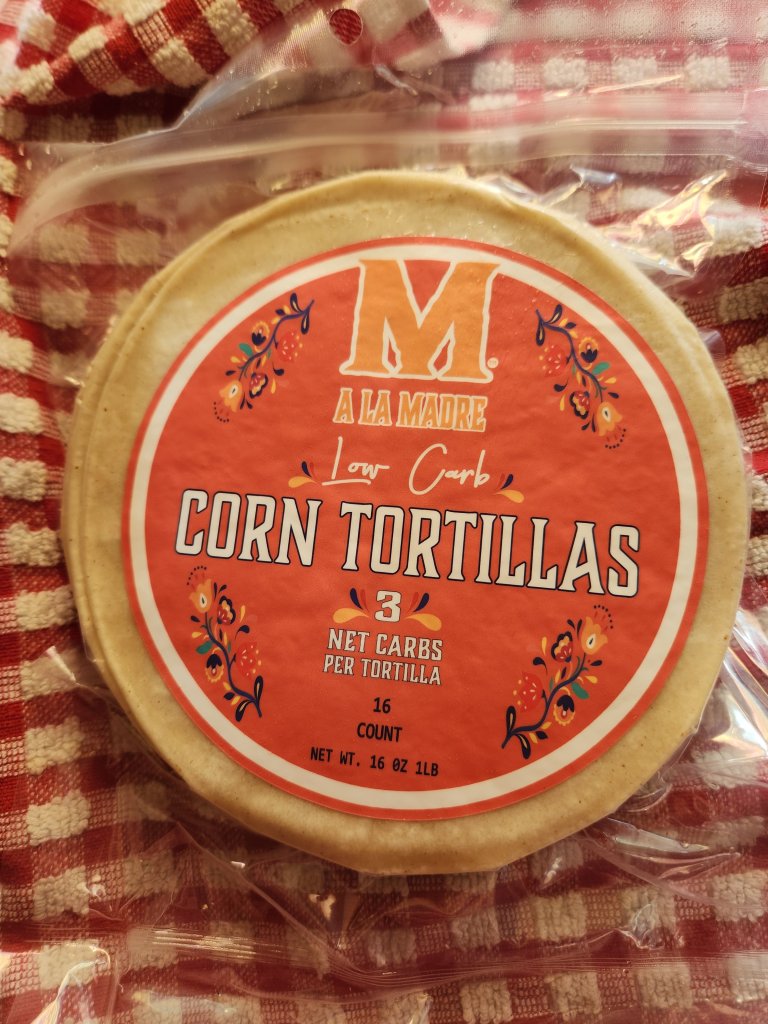 M
A LA MADRE
Low Carb
CORN TORTILLAS
3
NET CARBS
PER TORTILLA
16
COUNT
NET WT. 16 OZ 1LB